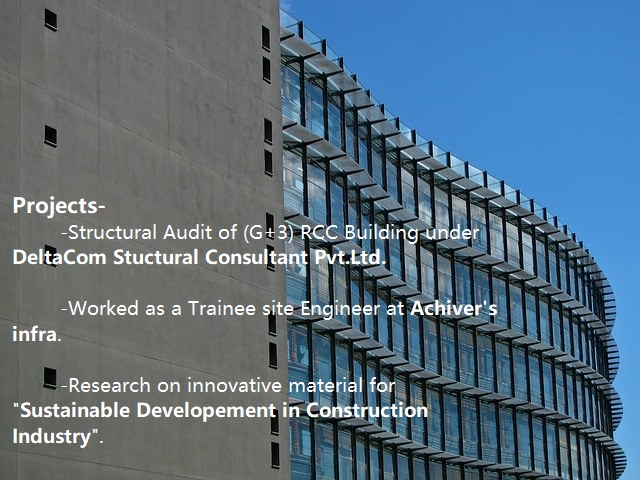 Projects-
-Structural Audit of (G+3) RCC Building under
DeltaCom Stuctural Consultant Pvt.Ltd.
-Worked as a Trainee site Engineer at Achiver's
infra.
-Research on innovative material for
"Sustainable Developement in Construction
Industry".